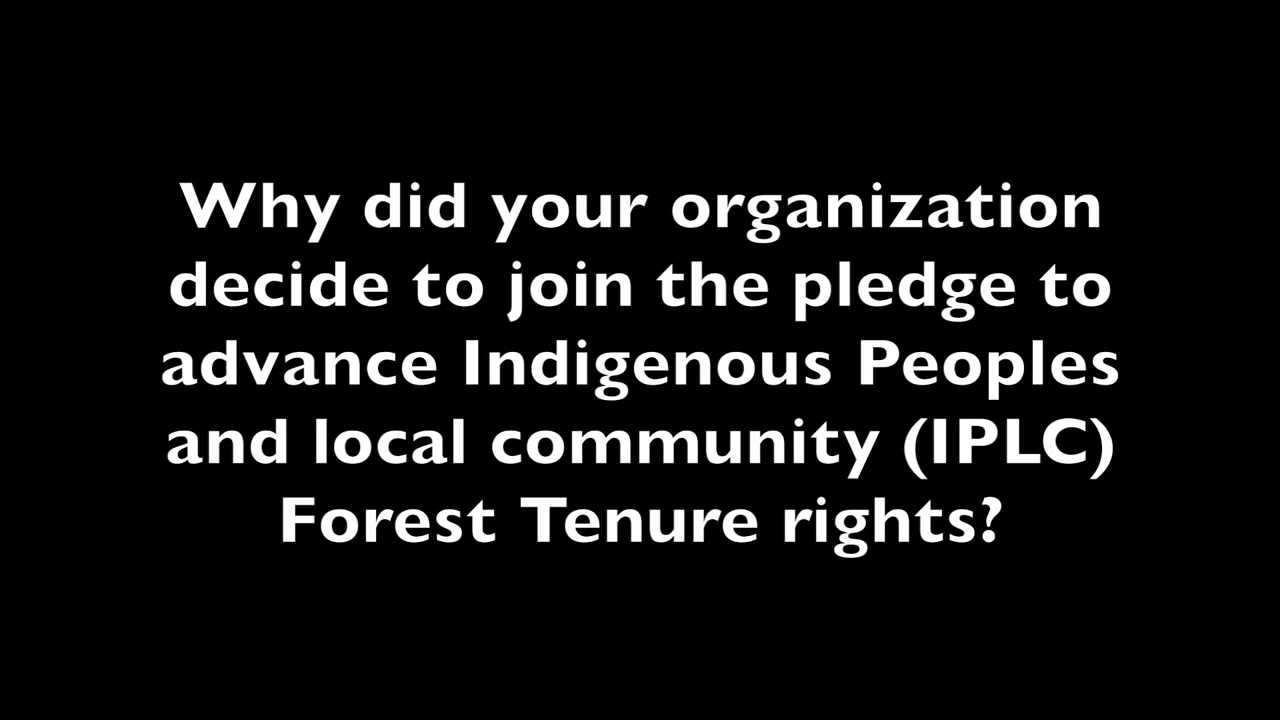 Why did your organization
decide to join the pledge to
advance Indigenous Peoples
and local community (IPLC)
Forest Tenure rights?